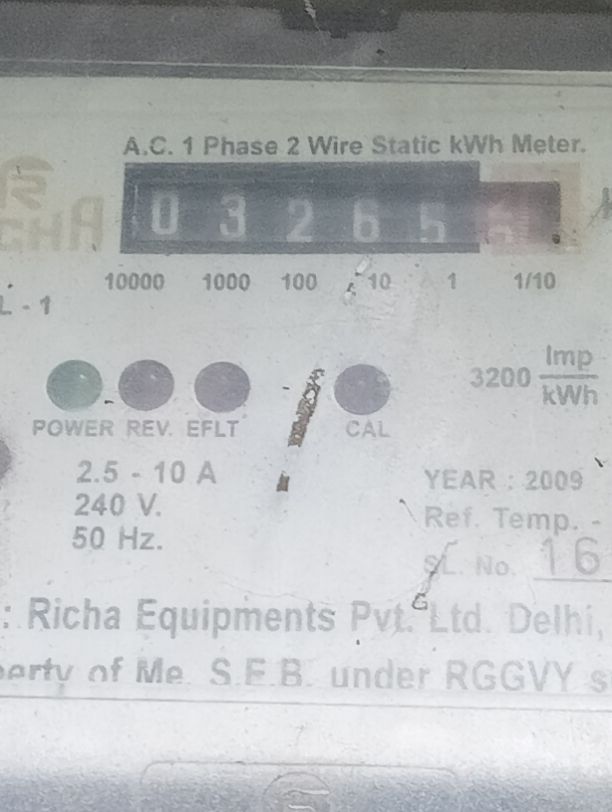 A.C. 1 Phase 2 Wire Static kWh Meter.
RICHA
0 3 2 6 5
10000 1000 100 10 1 1/10
L - 1
3200 Imp/kWh
POWER REV. EFLT CAL
2.5 - 10 A
240 V.
50 Hz.
YEAR : 2009
Ref. Temp. -
SL. No. 16
: Richa Equipments Pvt. Ltd. Delhi,
perty of Me. S.E.B. under RGGVY s